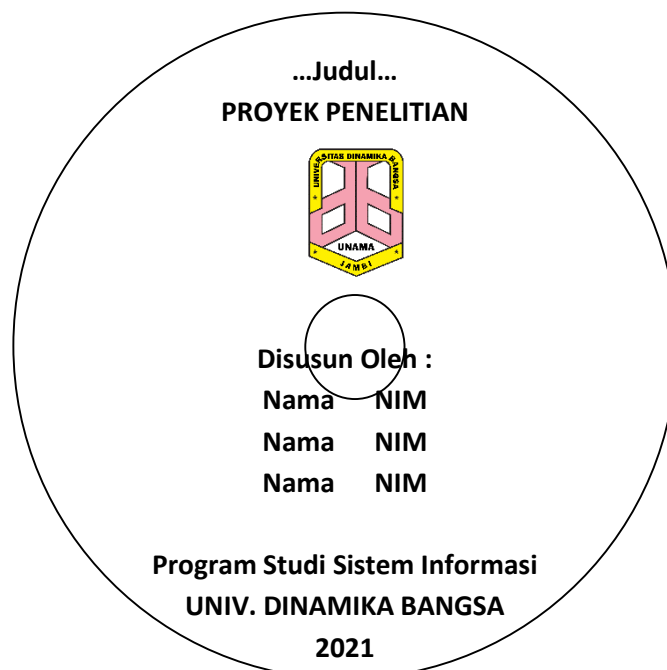 ...Judul...
PROYEK PENELITIAN
UNIVERSITAS DINAMIKA BANGSA
UNAMA
JAMBI
Disusun Oleh :
Nama NIM
Nama NIM
Nama NIM
Program Studi Sistem Informasi
UNIV. DINAMIKA BANGSA
2021